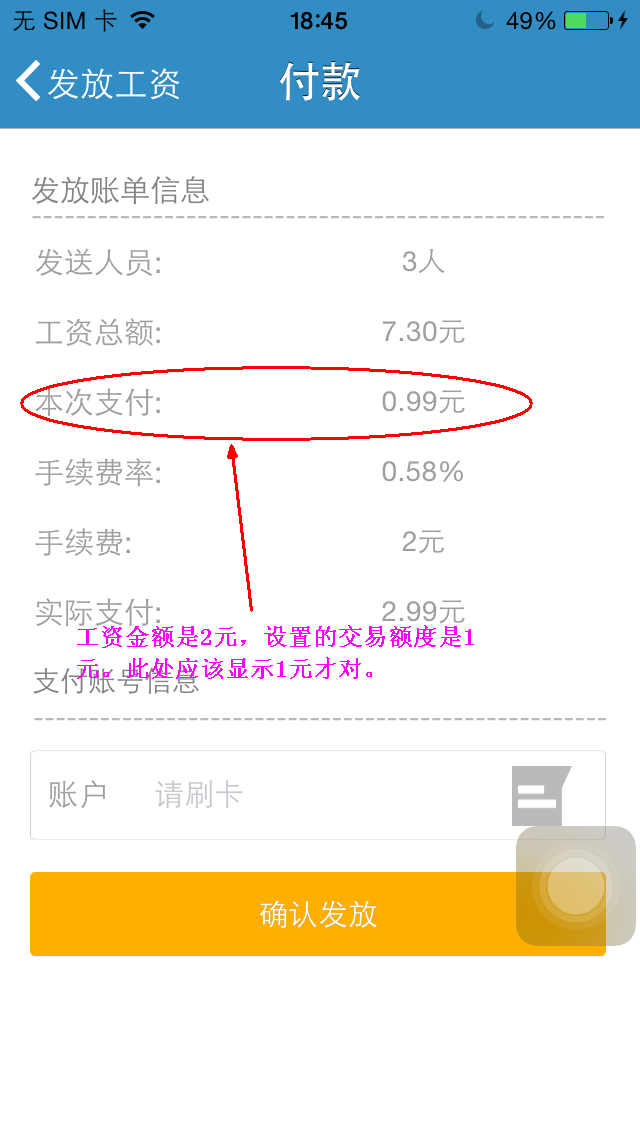 无 SIM 卡 18:45 49%
发放工资 付款
发放账单信息
发送人员: 3人
工资总额: 7.30元
本次支付: 0.99元
手续费率: 0.58%
手续费: 2元
实际支付: 2.99元
工资金额是2元，设置的交易额度是1
元。此处应该显示1元才对。
支付账号信息
账户 请刷卡
确认发放